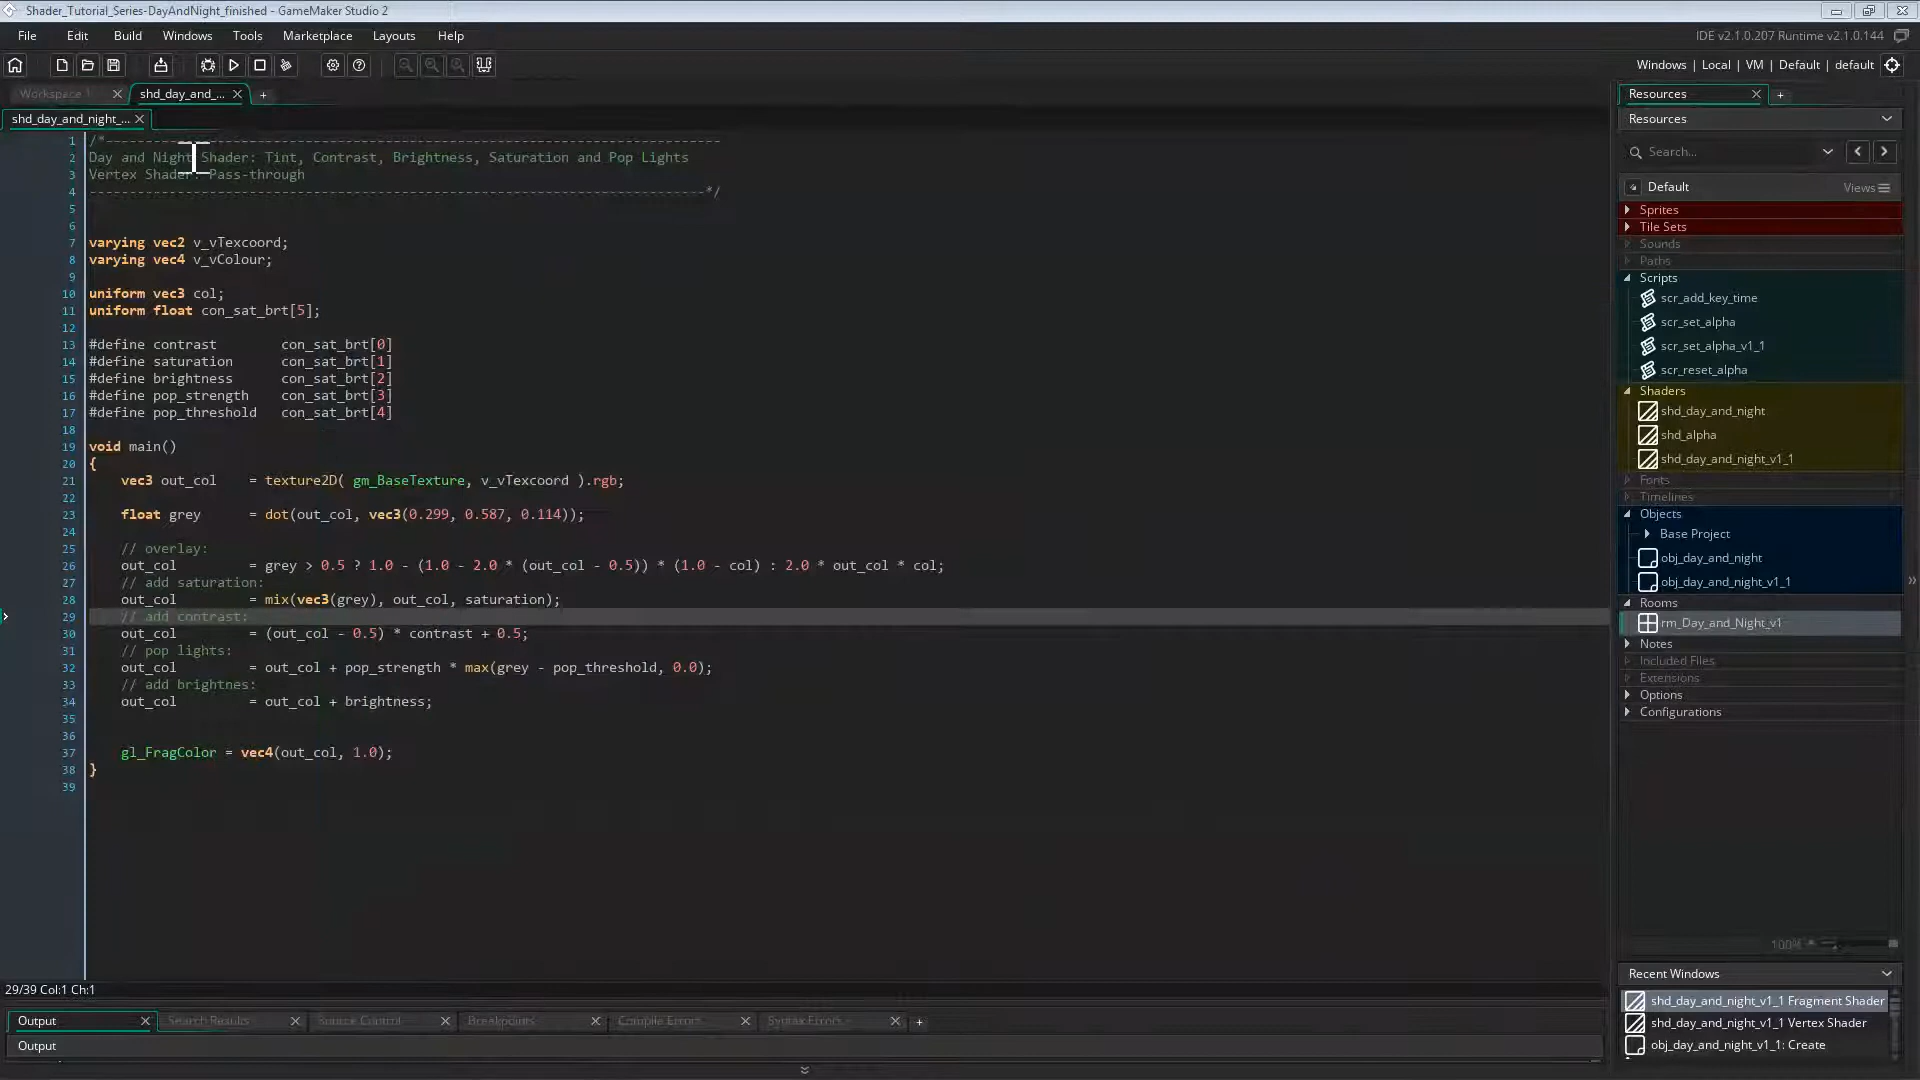 Shader_Tutorial_Series-DayAndNight_finished - GameMaker Studio 2
File Edit Build Windows Tools Marketplace Layouts Help
IDE v2.1.0.207 Runtime v2.1.0.144
Windows | Local | VM | Default | default
Workspace 1
shd_day_and_...
shd_day_and_night_...
1 /*-----------------------------------------------------------------------------
2 Day and Night Shader: Tint, Contrast, Brightness, Saturation and Pop Lights
3 Vertex Shader: Pass-through
4 -----------------------------------------------------------------------------*/
5
6
7 varying vec2 v_vTexcoord;
8 varying vec4 v_vColour;
9
10 uniform vec3 col;
11 uniform float con_sat_brt[5];
12
13 #define contrast        con_sat_brt[0]
14 #define saturation      con_sat_brt[1]
15 #define brightness      con_sat_brt[2]
16 #define pop_strength    con_sat_brt[3]
17 #define pop_threshold   con_sat_brt[4]
18
19 void main()
20 {
21     vec3 out_col    = texture2D( gm_BaseTexture, v_vTexcoord ).rgb;
22
23     float grey      = dot(out_col, vec3(0.299, 0.587, 0.114));
24
25     // overlay:
26     out_col         = grey > 0.5 ? 1.0 - (1.0 - 2.0 * (out_col - 0.5)) * (1.0 - col) : 2.0 * out_col * col;
27     // add saturation:
28     out_col         = mix(vec3(grey), out_col, saturation);
29     // add contrast:
30     out_col         = (out_col - 0.5) * contrast + 0.5;
31     // pop lights:
32     out_col         = out_col + pop_strength * max(grey - pop_threshold, 0.0);
33     // add brightnes:
34     out_col         = out_col + brightness;
35
36
37     gl_FragColor = vec4(out_col, 1.0);
38 }
39
29/39 Col:1 Ch:1
Output
Search Results
Source Control
Breakpoints
Compile Errors
Syntax Errors
Output
Resources
Resources
Search...
Default
Views
Sprites
Tile Sets
Sounds
Paths
Scripts
scr_add_key_time
scr_set_alpha
scr_set_alpha_v1_1
scr_reset_alpha
Shaders
shd_day_and_night
shd_alpha
shd_day_and_night_v1_1
Fonts
Timelines
Objects
Base Project
obj_day_and_night
obj_day_and_night_v1_1
Rooms
rm_Day_and_Night_v1
Notes
Included Files
Extensions
Options
Configurations
100%
Recent Windows
shd_day_and_night_v1_1 Fragment Shader
shd_day_and_night_v1_1 Vertex Shader
obj_day_and_night_v1_1: Create